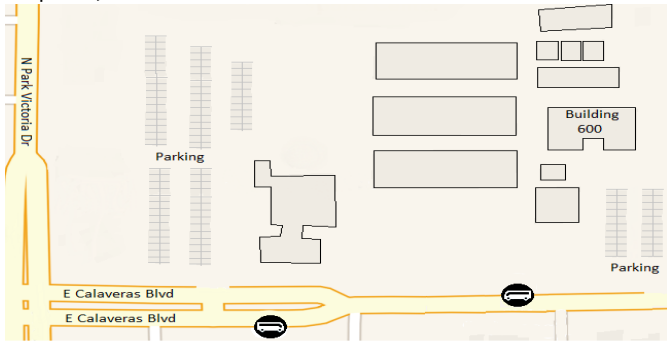 N Park Victoria Dr
Building
600
Parking
Parking
E Calaveras Blvd
E Calaveras Blvd